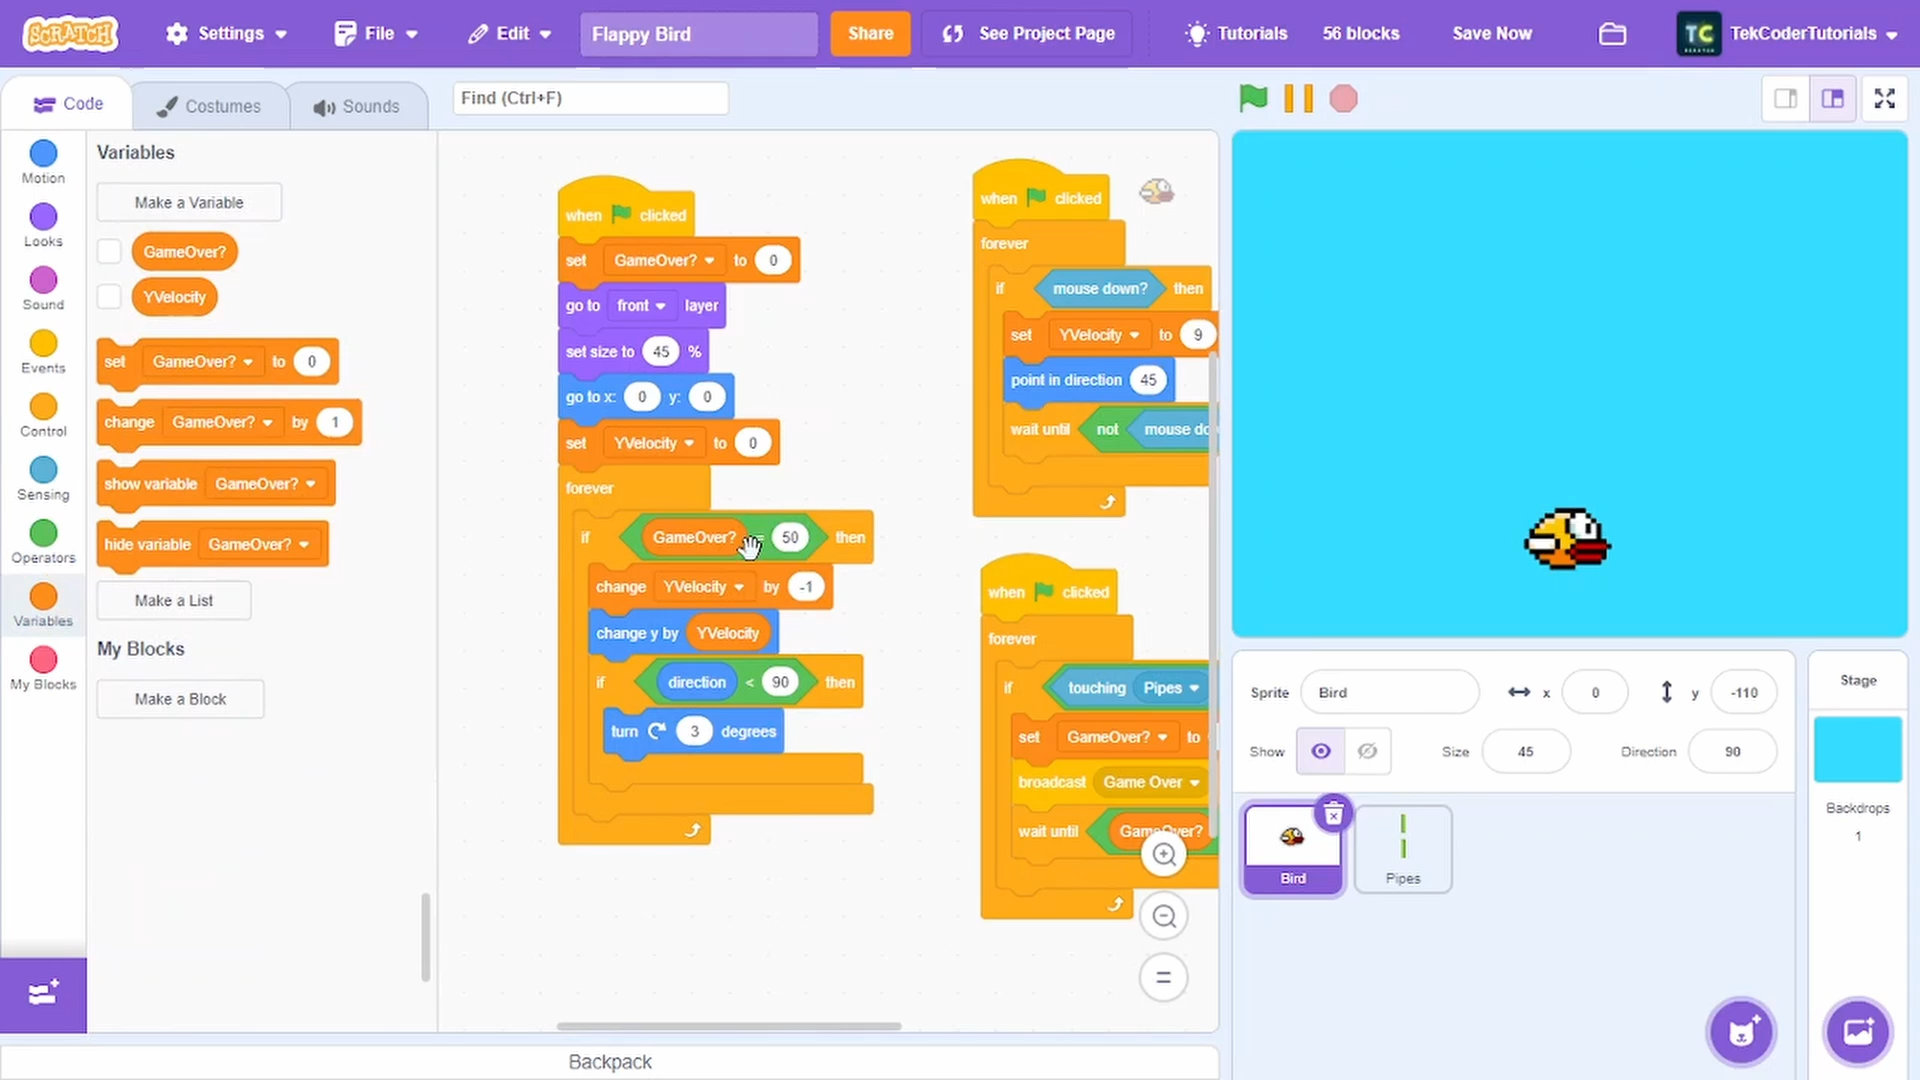 SCRATCH Settings File Edit Flappy Bird Share See Project Page Tutorials 56 blocks Save Now TC SCRATCH TekCoderTutorials
Code Costumes Sounds Find (Ctrl+F)
Motion
Looks
Sound
Events
Control
Sensing
Operators
Variables
My Blocks
Variables
Make a Variable
GameOver?
YVelocity
set GameOver? to 0
change GameOver? by 1
show variable GameOver?
hide variable GameOver?
Make a List
My Blocks
Make a Block
when clicked
set GameOver? to 0
go to front layer
set size to 45 %
go to x: 0 y: 0
set YVelocity to 0
forever
if GameOver? = 50 then
change YVelocity by -1
change y by YVelocity
if direction < 90 then
turn 3 degrees
when clicked
forever
if mouse down? then
set YVelocity to 9
point in direction 45
wait until not mouse do
when clicked
forever
if touching Pipes
set GameOver? to
broadcast Game Over
wait until GameOver?
Backpack
Sprite Bird x 0 y -110
Show Size 45 Direction 90
Bird Pipes
Stage
Backdrops
1